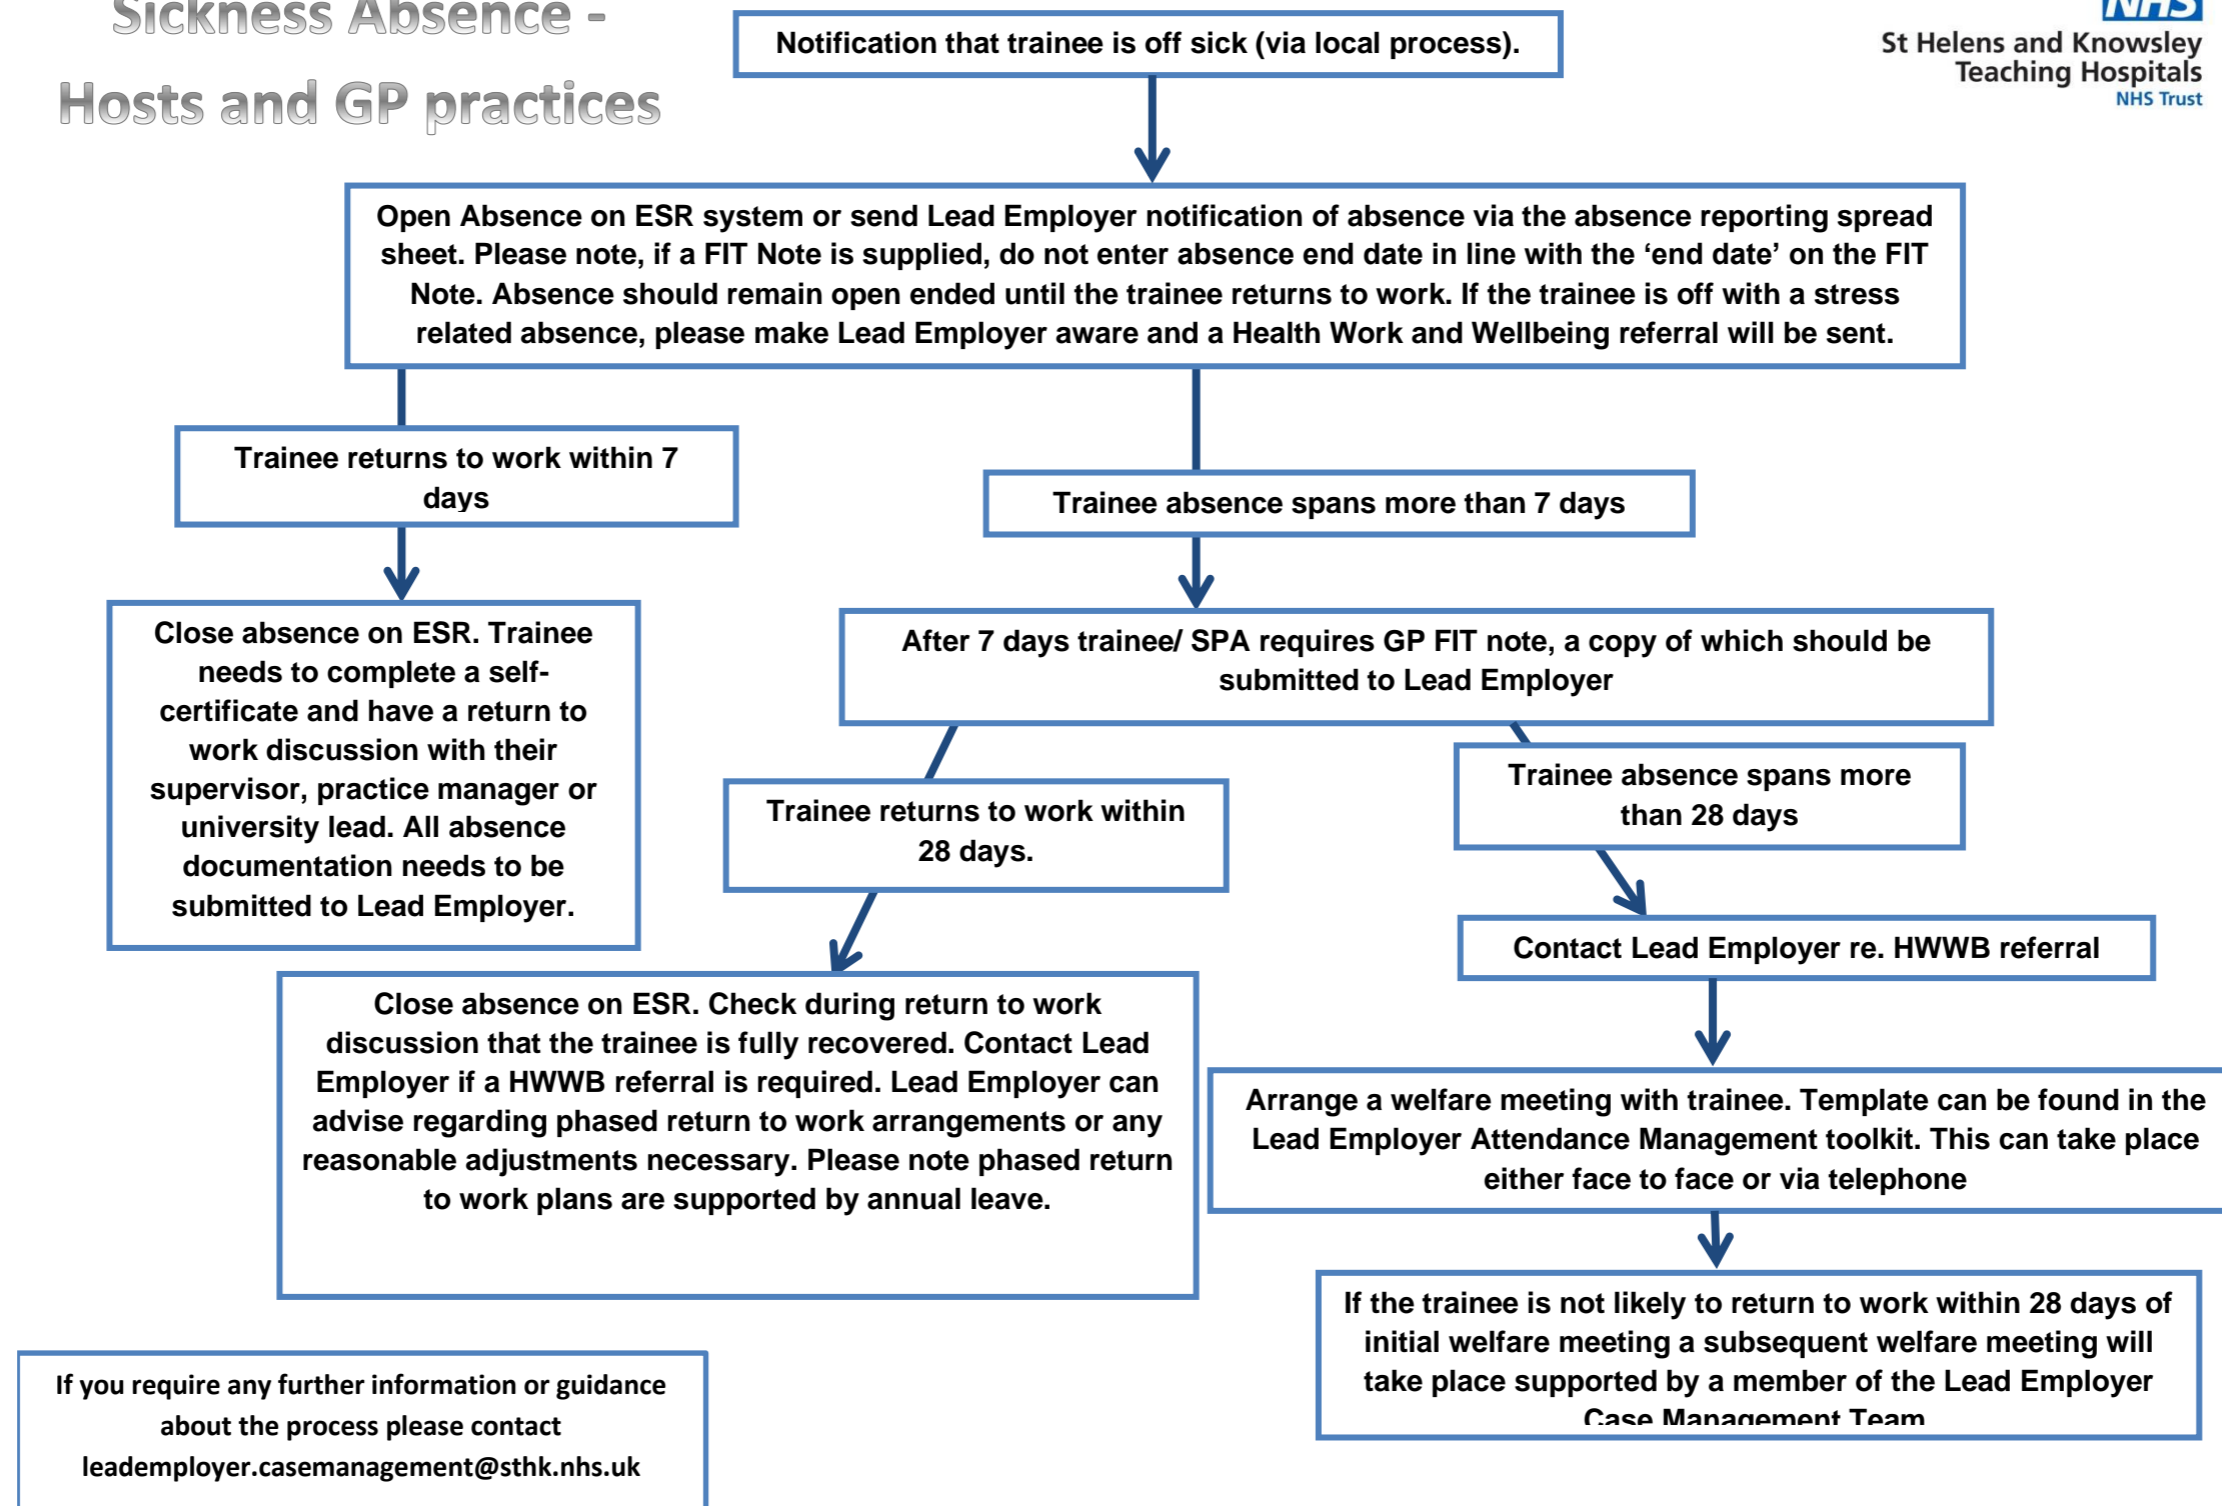 Sickness Absence -
Hosts and GP practices
NHS
St Helens and Knowsley
Teaching Hospitals
NHS Trust
Notification that trainee is off sick (via local process).
Open Absence on ESR system or send Lead Employer notification of absence via the absence reporting spread
sheet. Please note, if a FIT Note is supplied, do not enter absence end date in line with the ‘end date’ on the FIT
Note. Absence should remain open ended until the trainee returns to work. If the trainee is off with a stress
related absence, please make Lead Employer aware and a Health Work and Wellbeing referral will be sent.
Trainee returns to work within 7
days
Trainee absence spans more than 7 days
Close absence on ESR. Trainee
needs to complete a self-
certificate and have a return to
work discussion with their
supervisor, practice manager or
university lead. All absence
documentation needs to be
submitted to Lead Employer.
After 7 days trainee/ SPA requires GP FIT note, a copy of which should be
submitted to Lead Employer
Trainee returns to work within
28 days.
Trainee absence spans more
than 28 days
Close absence on ESR. Check during return to work
discussion that the trainee is fully recovered. Contact Lead
Employer if a HWWB referral is required. Lead Employer can
advise regarding phased return to work arrangements or any
reasonable adjustments necessary. Please note phased return
to work plans are supported by annual leave.
Contact Lead Employer re. HWWB referral
Arrange a welfare meeting with trainee. Template can be found in the
Lead Employer Attendance Management toolkit. This can take place
either face to face or via telephone
If the trainee is not likely to return to work within 28 days of
initial welfare meeting a subsequent welfare meeting will
take place supported by a member of the Lead Employer
Case Management Team
If you require any further information or guidance
about the process please contact
leademployer.casemanagement@sthk.nhs.uk